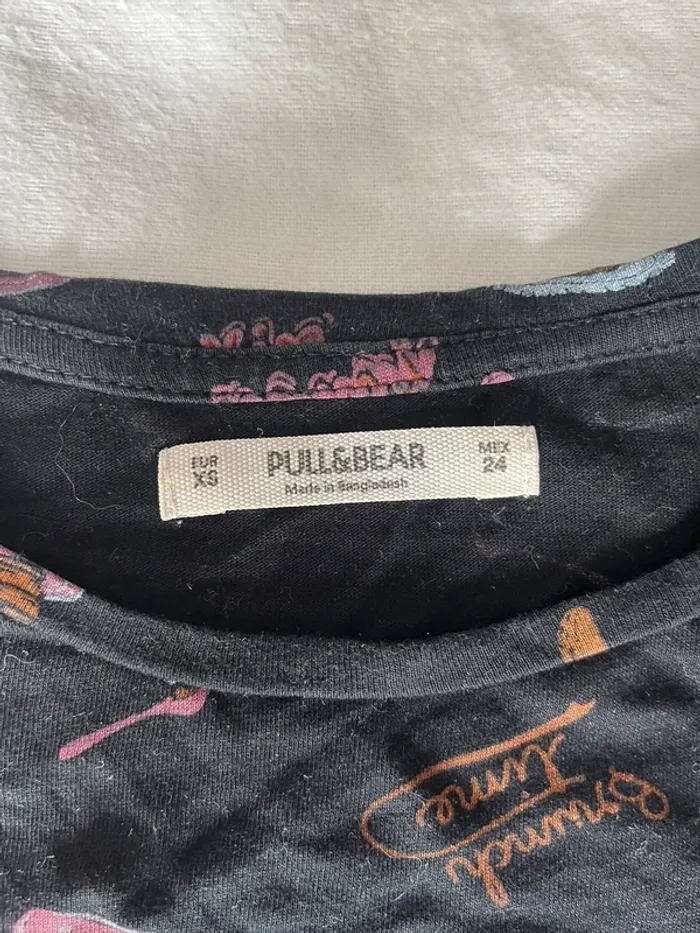 EUR
XS
PULL&BEAR
Made in Bangladesh
MEX
24
Brunch
time